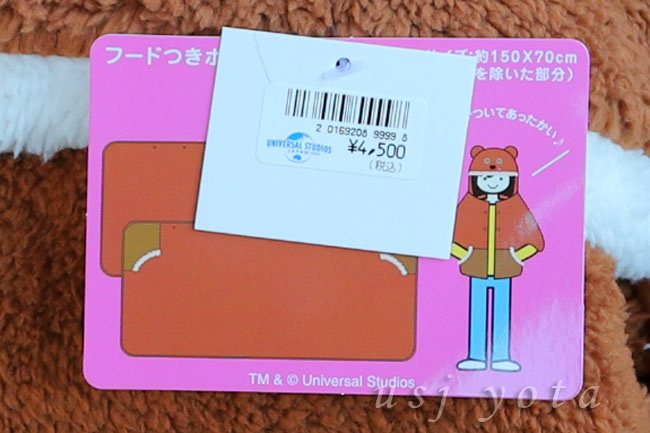 フードつきポ
サイズ:約150X70cm
を除いた部分)
ついてあったかい♪
2 0169208 9999 8
UNIVERSAL STUDIOS
JAPAN
¥4,500
(税込)
TM & © Universal Studios
usj yota